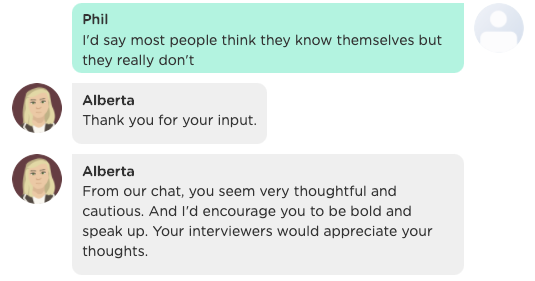 Phil
I'd say most people think they know themselves but
they really don't
Alberta
Thank you for your input.
Alberta
From our chat, you seem very thoughtful and
cautious. And I'd encourage you to be bold and
speak up. Your interviewers would appreciate your
thoughts.